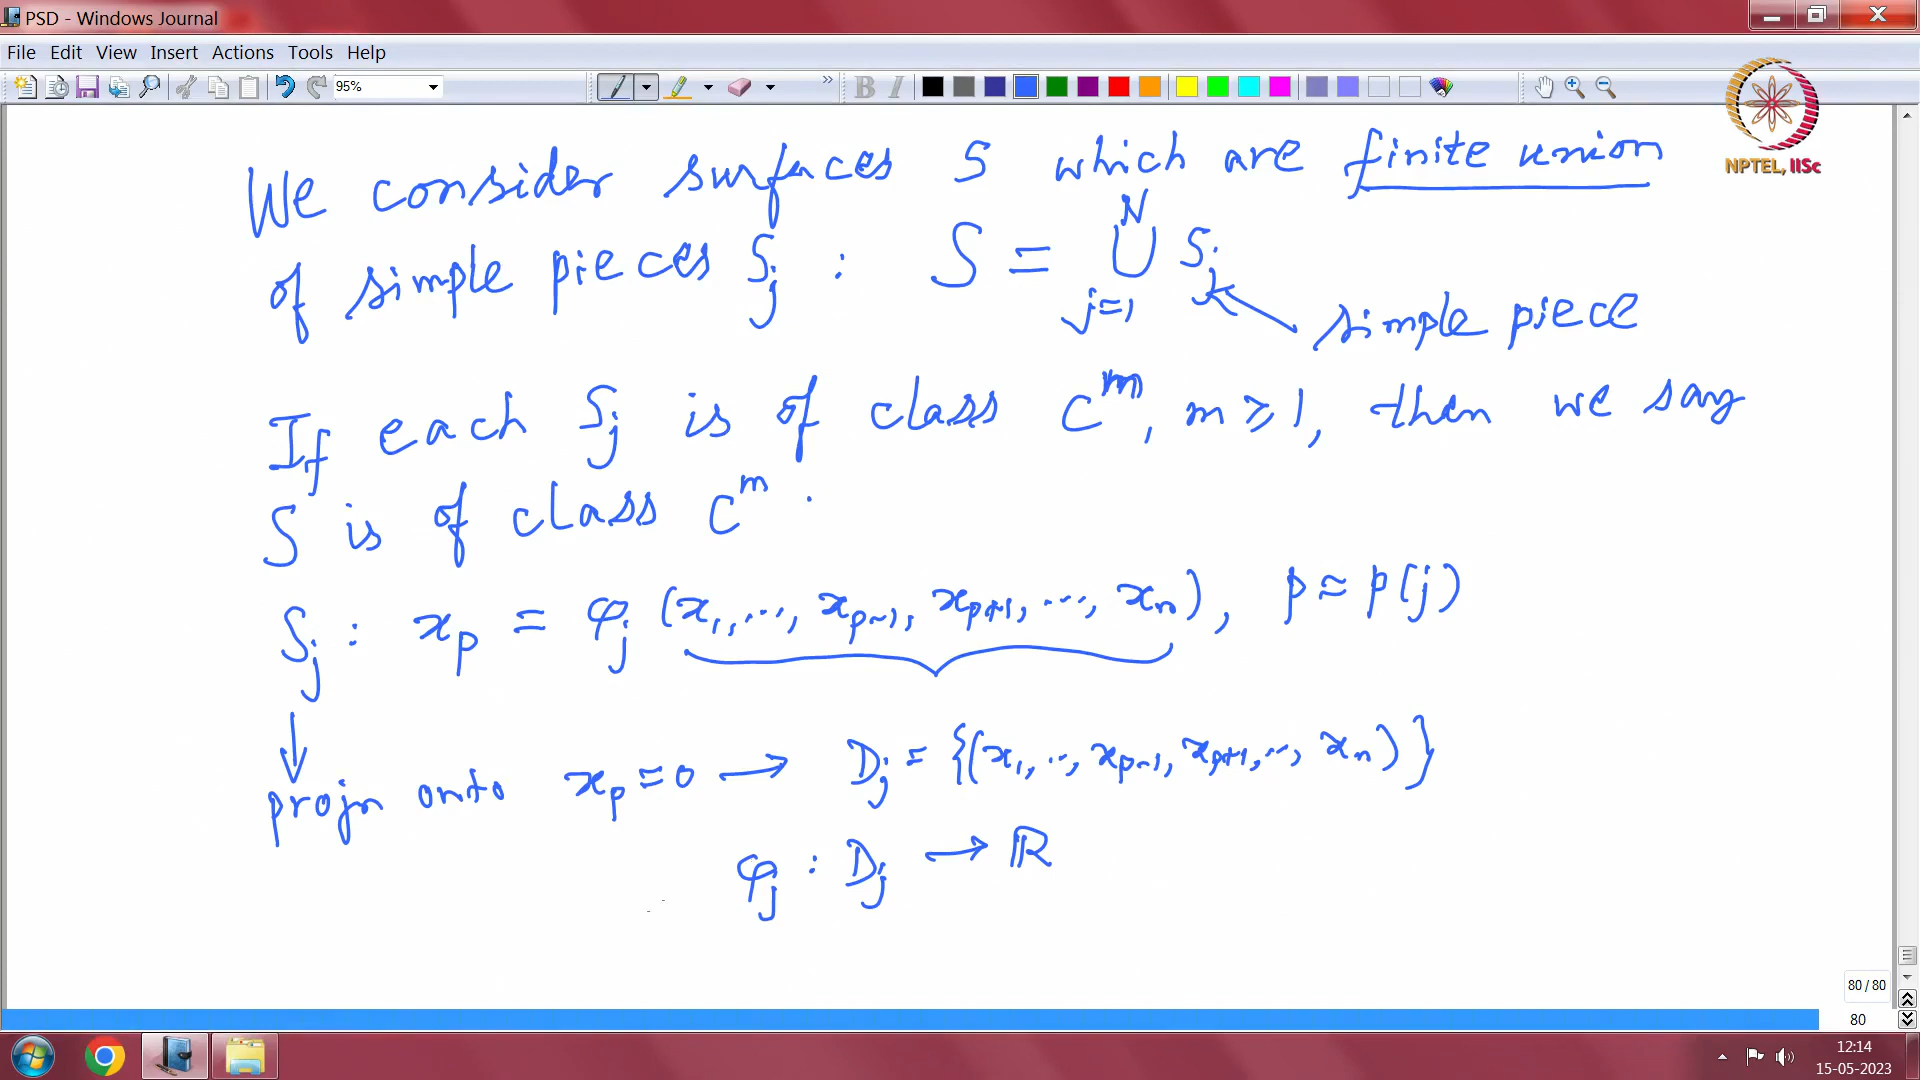 PSD - Windows Journal
File Edit View Insert Actions Tools Help
95%
NPTEL, IISc
We consider surfaces S which are finite union
of simple pieces S_j : S = ⋃_{j=1}^{N} S_j
simple piece
If each S_j is of class C^m, m ≥ 1, then we say
S is of class C^m .
S_j : x_p = φ_j (x_1, ..., x_{p-1}, x_{p+1}, ..., x_n), p = p(j)
projn onto x_p = 0 → D_j = {(x_1, .., x_{p-1}, x_{p+1}, .., x_n)}
φ_j : D_j → ℝ
80 / 80
80
12:14
15-05-2023